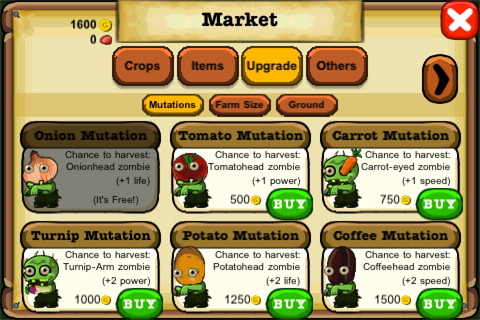 Market
1600
0
Crops
Items
Upgrade
Others
Mutations
Farm Size
Ground
Onion Mutation
Chance to harvest:
Onionhead zombie
(+1 life)
(It's Free!)
Tomato Mutation
Chance to harvest:
Tomatohead zombie
(+1 power)
500
BUY
Carrot Mutation
Chance to harvest:
Carrot-eyed zombie
(+1 speed)
750
BUY
Turnip Mutation
Chance to harvest:
Turnip-Arm zombie
(+2 power)
1000
BUY
Potato Mutation
Chance to harvest:
Potatohead zombie
(+2 life)
1250
BUY
Coffee Mutation
Chance to harvest:
Coffeehead zombie
(+2 speed)
1500
BUY